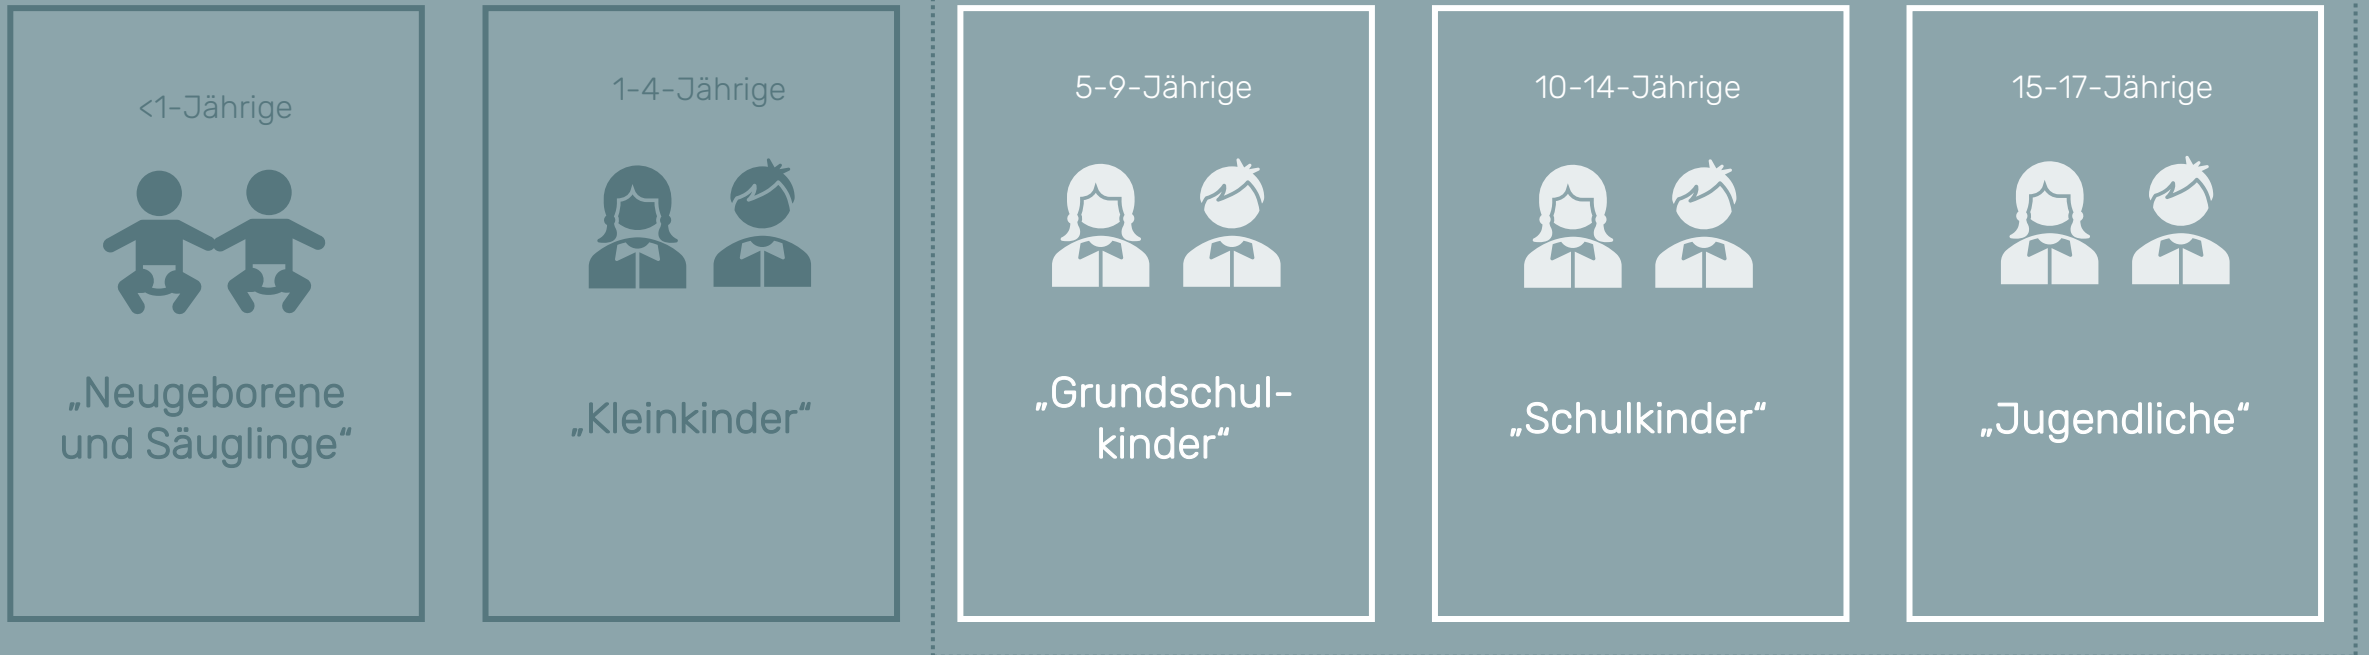 <1-Jährige
„Neugeborene
und Säuglinge“
1-4-Jährige
„Kleinkinder“
5-9-Jährige
„Grundschul-
kinder“
10-14-Jährige
„Schulkinder“
15-17-Jährige
„Jugendliche“